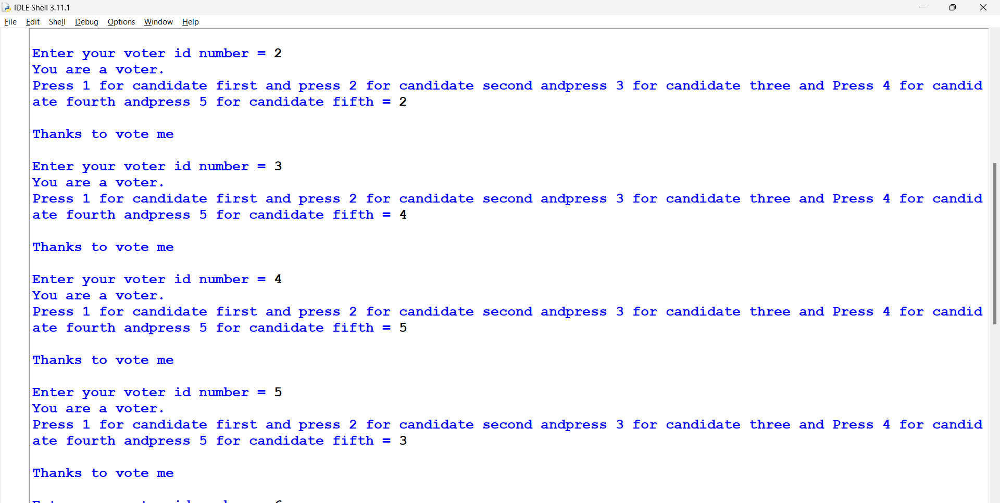 IDLE Shell 3.11.1
File Edit Shell Debug Options Window Help
Enter your voter id number = 2
You are a voter.
Press 1 for candidate first and press 2 for candidate second andpress 3 for candidate three and Press 4 for candid
ate fourth andpress 5 for candidate fifth = 2
Thanks to vote me
Enter your voter id number = 3
You are a voter.
Press 1 for candidate first and press 2 for candidate second andpress 3 for candidate three and Press 4 for candid
ate fourth andpress 5 for candidate fifth = 4
Thanks to vote me
Enter your voter id number = 4
You are a voter.
Press 1 for candidate first and press 2 for candidate second andpress 3 for candidate three and Press 4 for candid
ate fourth andpress 5 for candidate fifth = 5
Thanks to vote me
Enter your voter id number = 5
You are a voter.
Press 1 for candidate first and press 2 for candidate second andpress 3 for candidate three and Press 4 for candid
ate fourth andpress 5 for candidate fifth = 3
Thanks to vote me